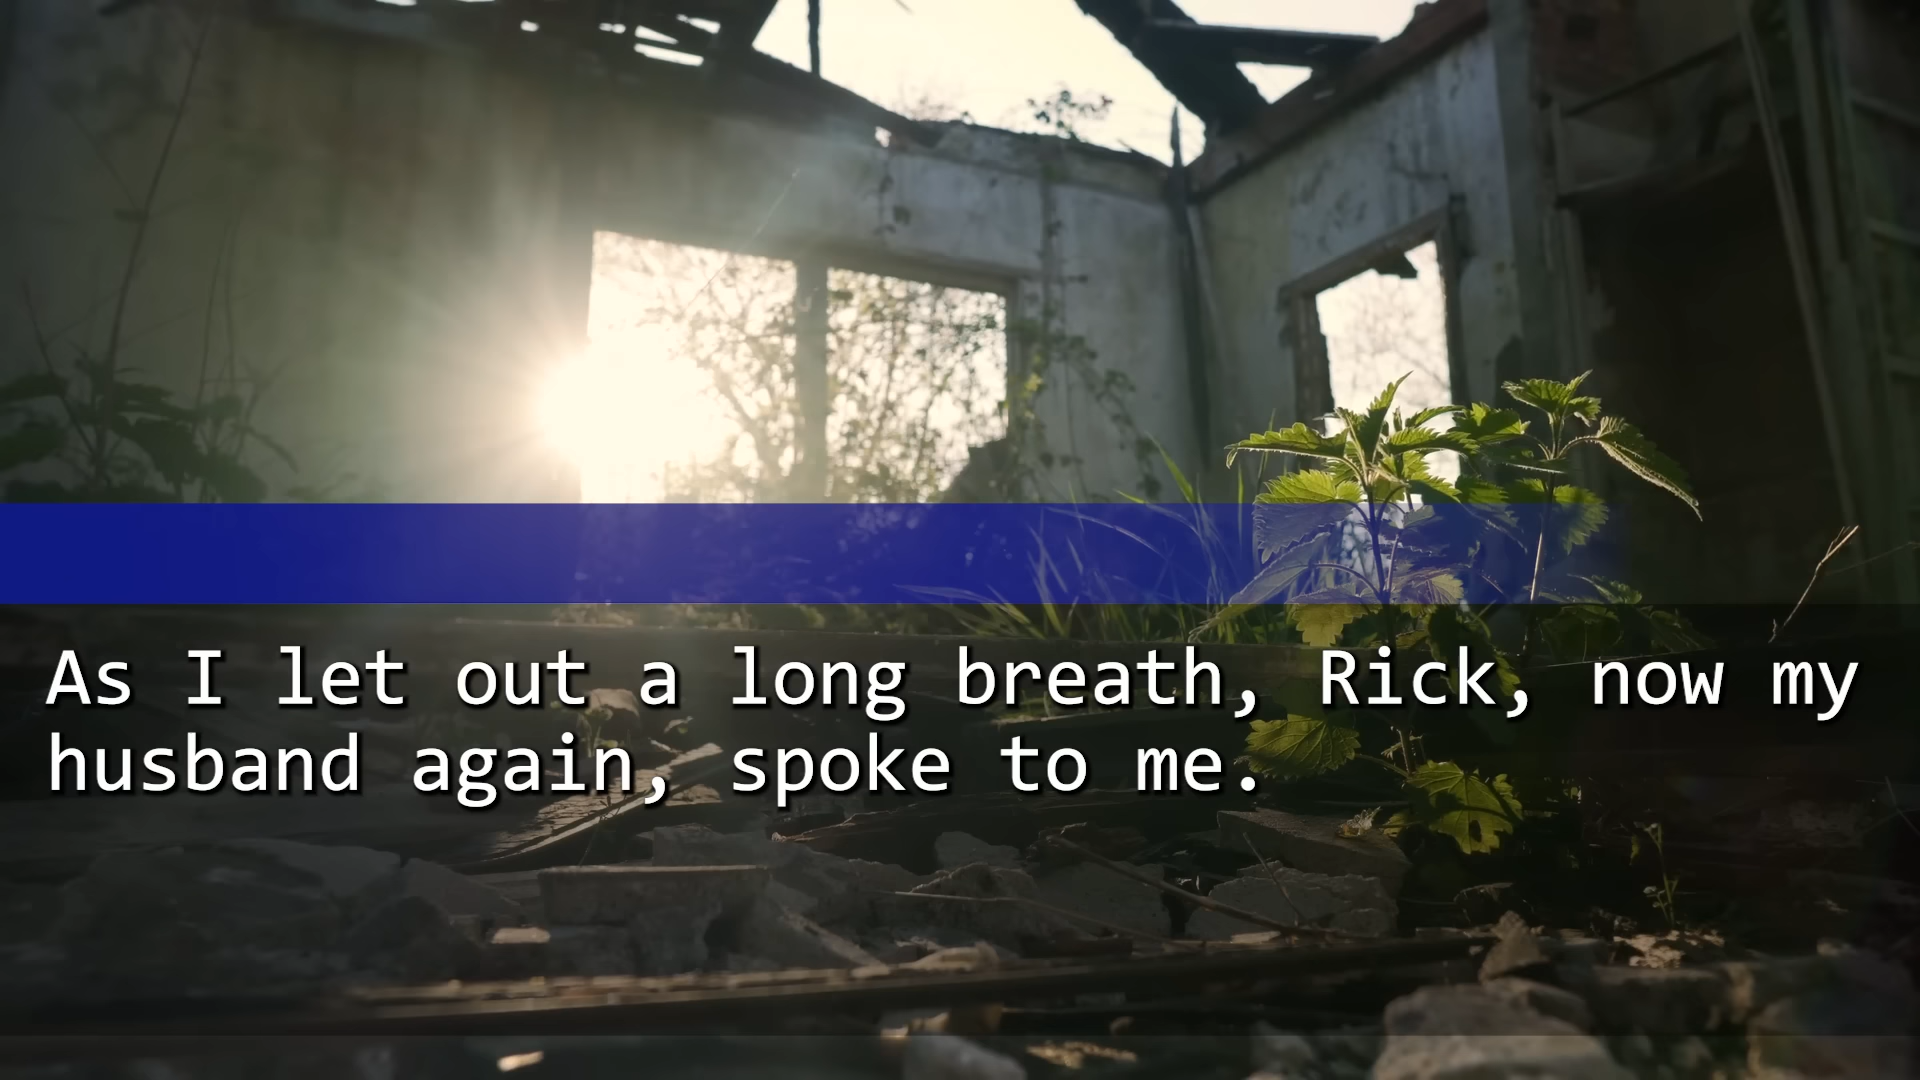 As I let out a long breath, Rick, now my
husband again, spoke to me.